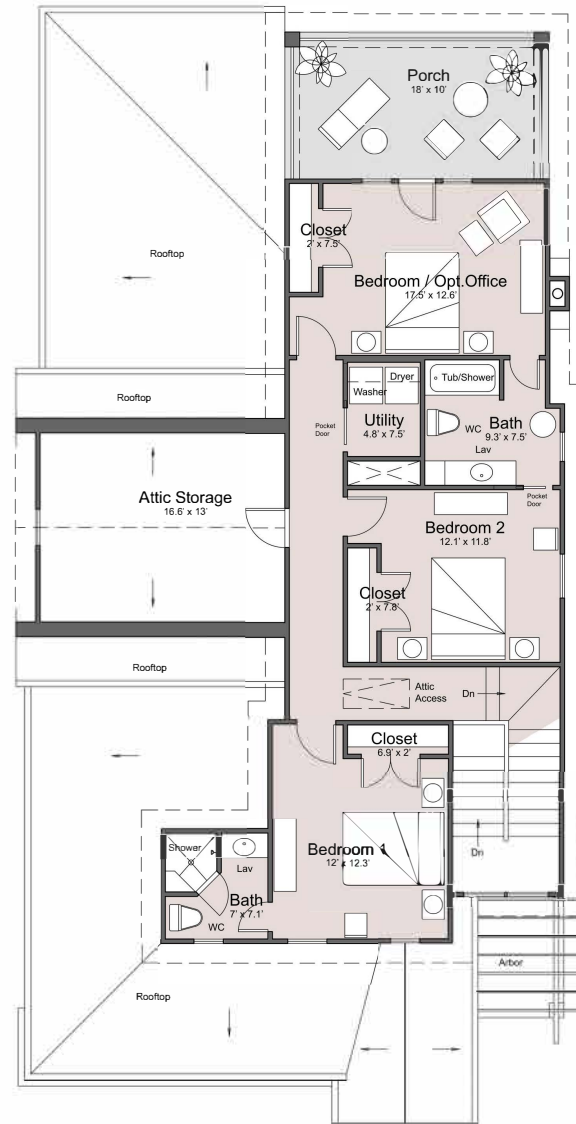 Porch
18' x 10'
Closet
2' x 7.5'
Rooftop
Bedroom / Opt.Office
17.5' x 12.6'
Rooftop
Dryer
Washer
Tub/Shower
Pocket
Door
Utility
4.8' x 7.5'
WC
Bath
9.3' x 7.5'
Lav
Attic Storage
16.6' x 13'
Pocket
Door
Bedroom 2
12.1' x 11.8'
Closet
2' x 7.8'
Rooftop
Attic
Access
Dn
Closet
6.9' x 2'
Shower
Lav
Bedroom 1
12' x 12.3'
Dn
Bath
7' x 7.1'
WC
Arbor
Rooftop